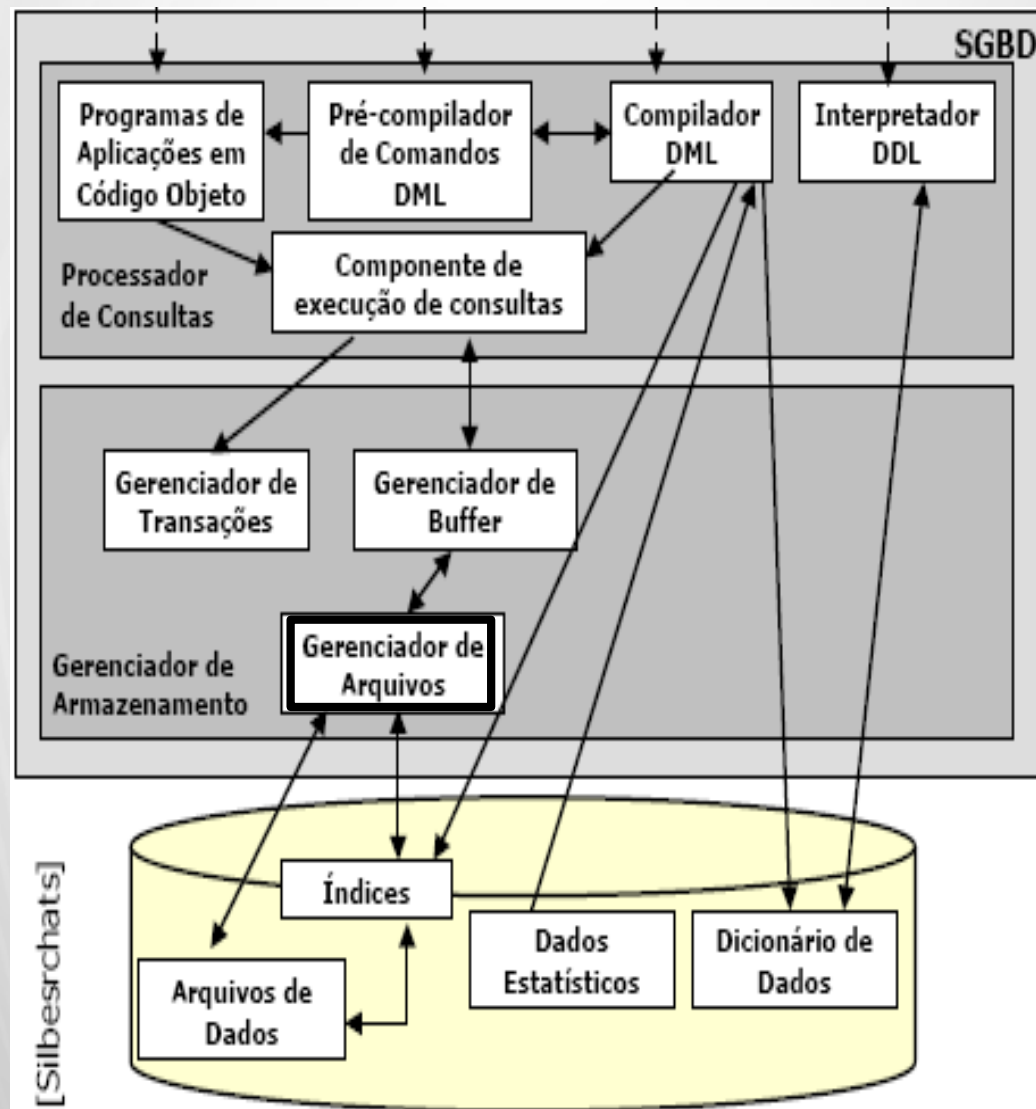 SGBD
Programas de
Aplicações em
Código Objeto
Pré-compilador
de Comandos
DML
Compilador
DML
Interpretador
DDL
Componente de
execução de consultas
Processador
de Consultas
Gerenciador de
Transações
Gerenciador de
Buffer
Gerenciador de
Arquivos
Gerenciador de
Armazenamento
Índices
Dados
Estatísticos
Dicionário de
Dados
Arquivos de
Dados
[Silbesrchats]